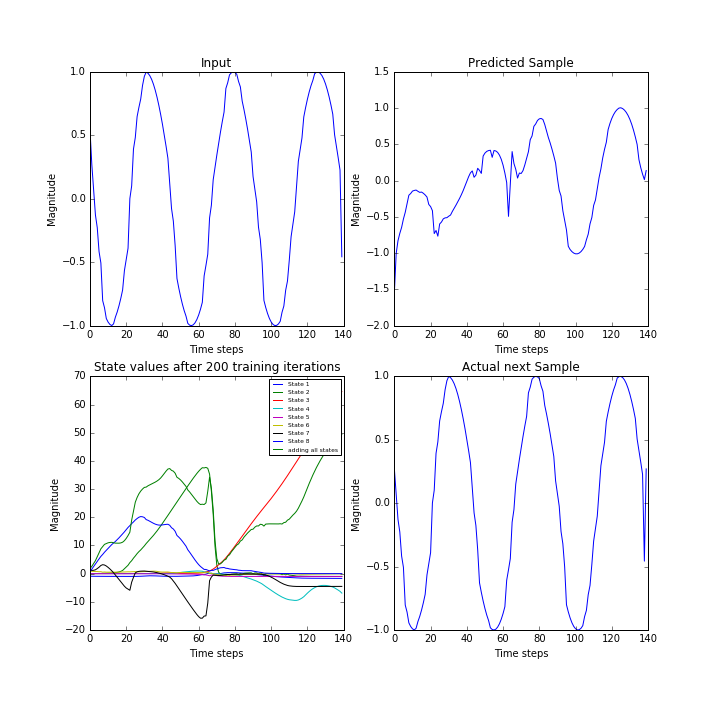 Input
Magnitude
1.0
0.5
0.0
−0.5
−1.0
0 20 40 60 80 100 120 140
Time steps
Predicted Sample
Magnitude
1.5
1.0
0.5
0.0
−0.5
−1.0
−1.5
−2.0
0 20 40 60 80 100 120 140
Time steps
State values after 200 training iterations
Magnitude
70
60
50
40
30
20
10
0
−10
−20
0 20 40 60 80 100 120 140
Time steps
State 1
State 2
State 3
State 4
State 5
State 6
State 7
State 8
adding all states
Actual next Sample
Magnitude
1.0
0.5
0.0
−0.5
−1.0
0 20 40 60 80 100 120 140
Time steps